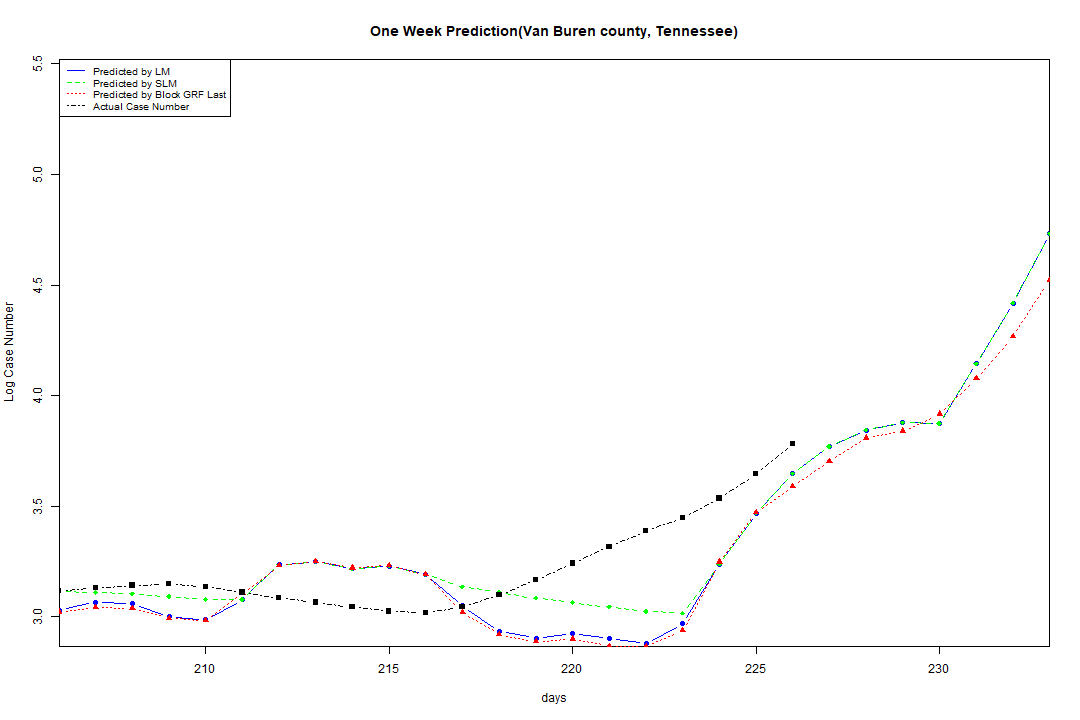 One Week Prediction(Van Buren county, Tennessee)
Predicted by LM
Predicted by SLM
Predicted by Block GRF Last
Actual Case Number
5.5
5.0
4.5
4.0
3.5
3.0
Log Case Number
210 215 220 225 230
days